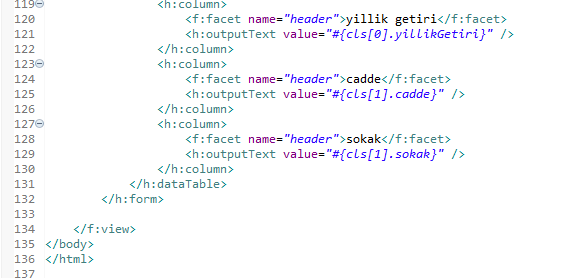 119 <h:column>
120 <f:facet name="header">yillik getiri</f:facet>
121 <h:outputText value="#{cls[0].yillikGetiri}" />
122 </h:column>
123 <h:column>
124 <f:facet name="header">cadde</f:facet>
125 <h:outputText value="#{cls[1].cadde}" />
126 </h:column>
127 <h:column>
128 <f:facet name="header">sokak</f:facet>
129 <h:outputText value="#{cls[1].sokak}" />
130 </h:column>
131 </h:dataTable>
132 </h:form>
133
134 </f:view>
135 </body>
136 </html>
137